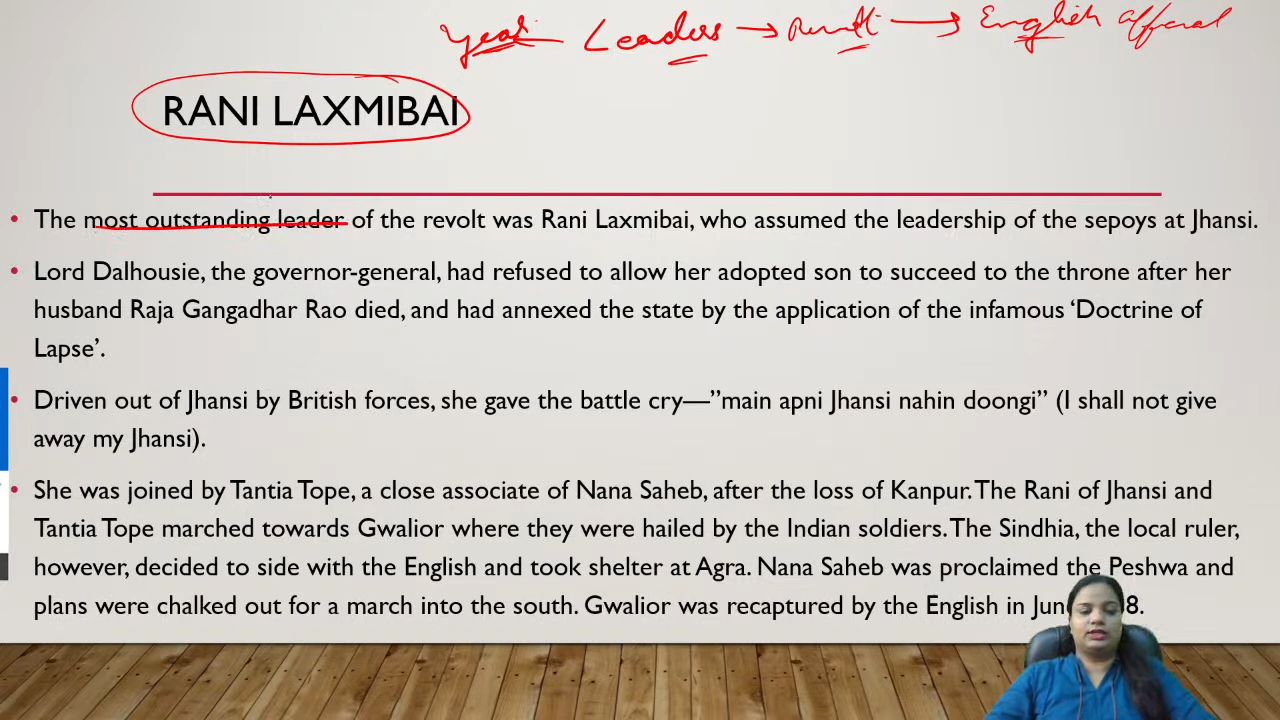 year Leaders → Revolt → English official
RANI LAXMIBAI
• The most outstanding leader of the revolt was Rani Laxmibai, who assumed the leadership of the sepoys at Jhansi.
• Lord Dalhousie, the governor-general, had refused to allow her adopted son to succeed to the throne after her
husband Raja Gangadhar Rao died, and had annexed the state by the application of the infamous ‘Doctrine of
Lapse’.
• Driven out of Jhansi by British forces, she gave the battle cry—”main apni Jhansi nahin doongi” (I shall not give
away my Jhansi).
• She was joined by Tantia Tope, a close associate of Nana Saheb, after the loss of Kanpur. The Rani of Jhansi and
Tantia Tope marched towards Gwalior where they were hailed by the Indian soldiers. The Sindhia, the local ruler,
however, decided to side with the English and took shelter at Agra. Nana Saheb was proclaimed the Peshwa and
plans were chalked out for a march into the south. Gwalior was recaptured by the English in